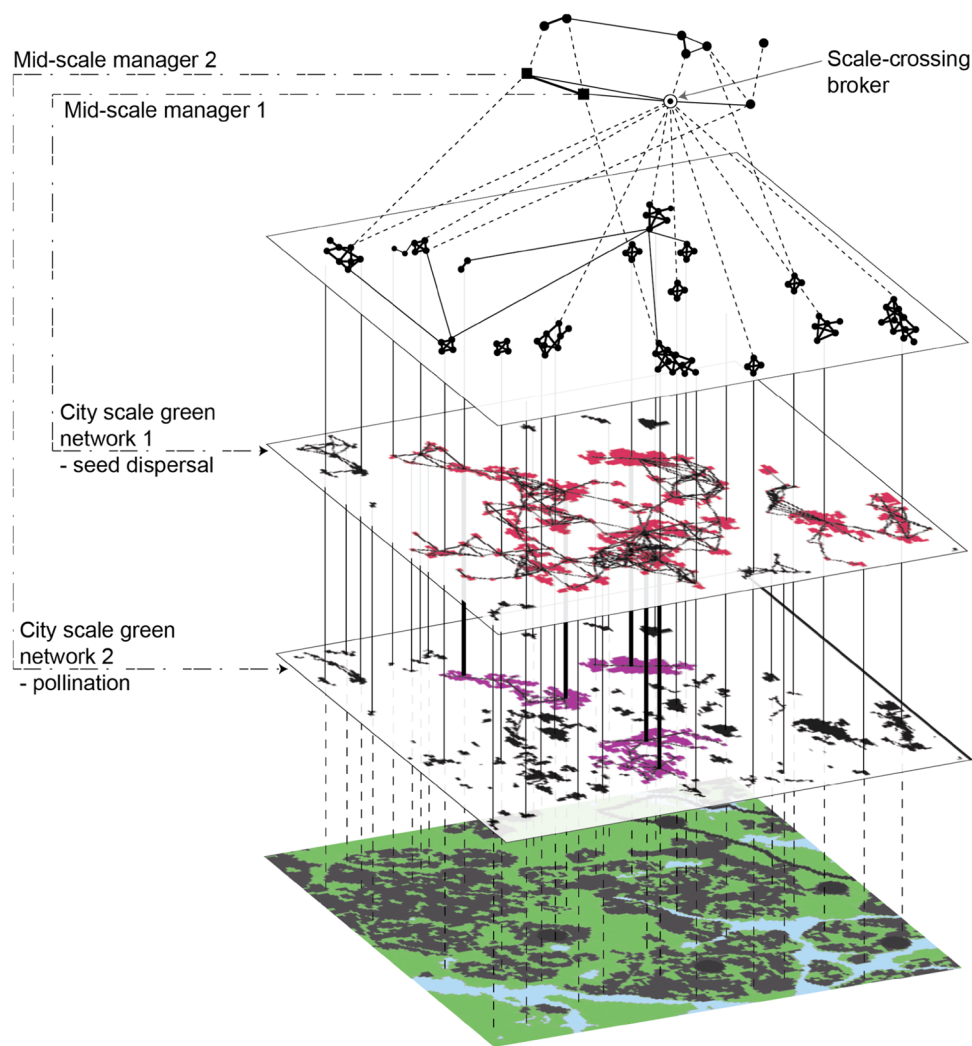 Mid-scale manager 2
Mid-scale manager 1
Scale-crossing
broker
City scale green
network 1
- seed dispersal
City scale green
network 2
- pollination